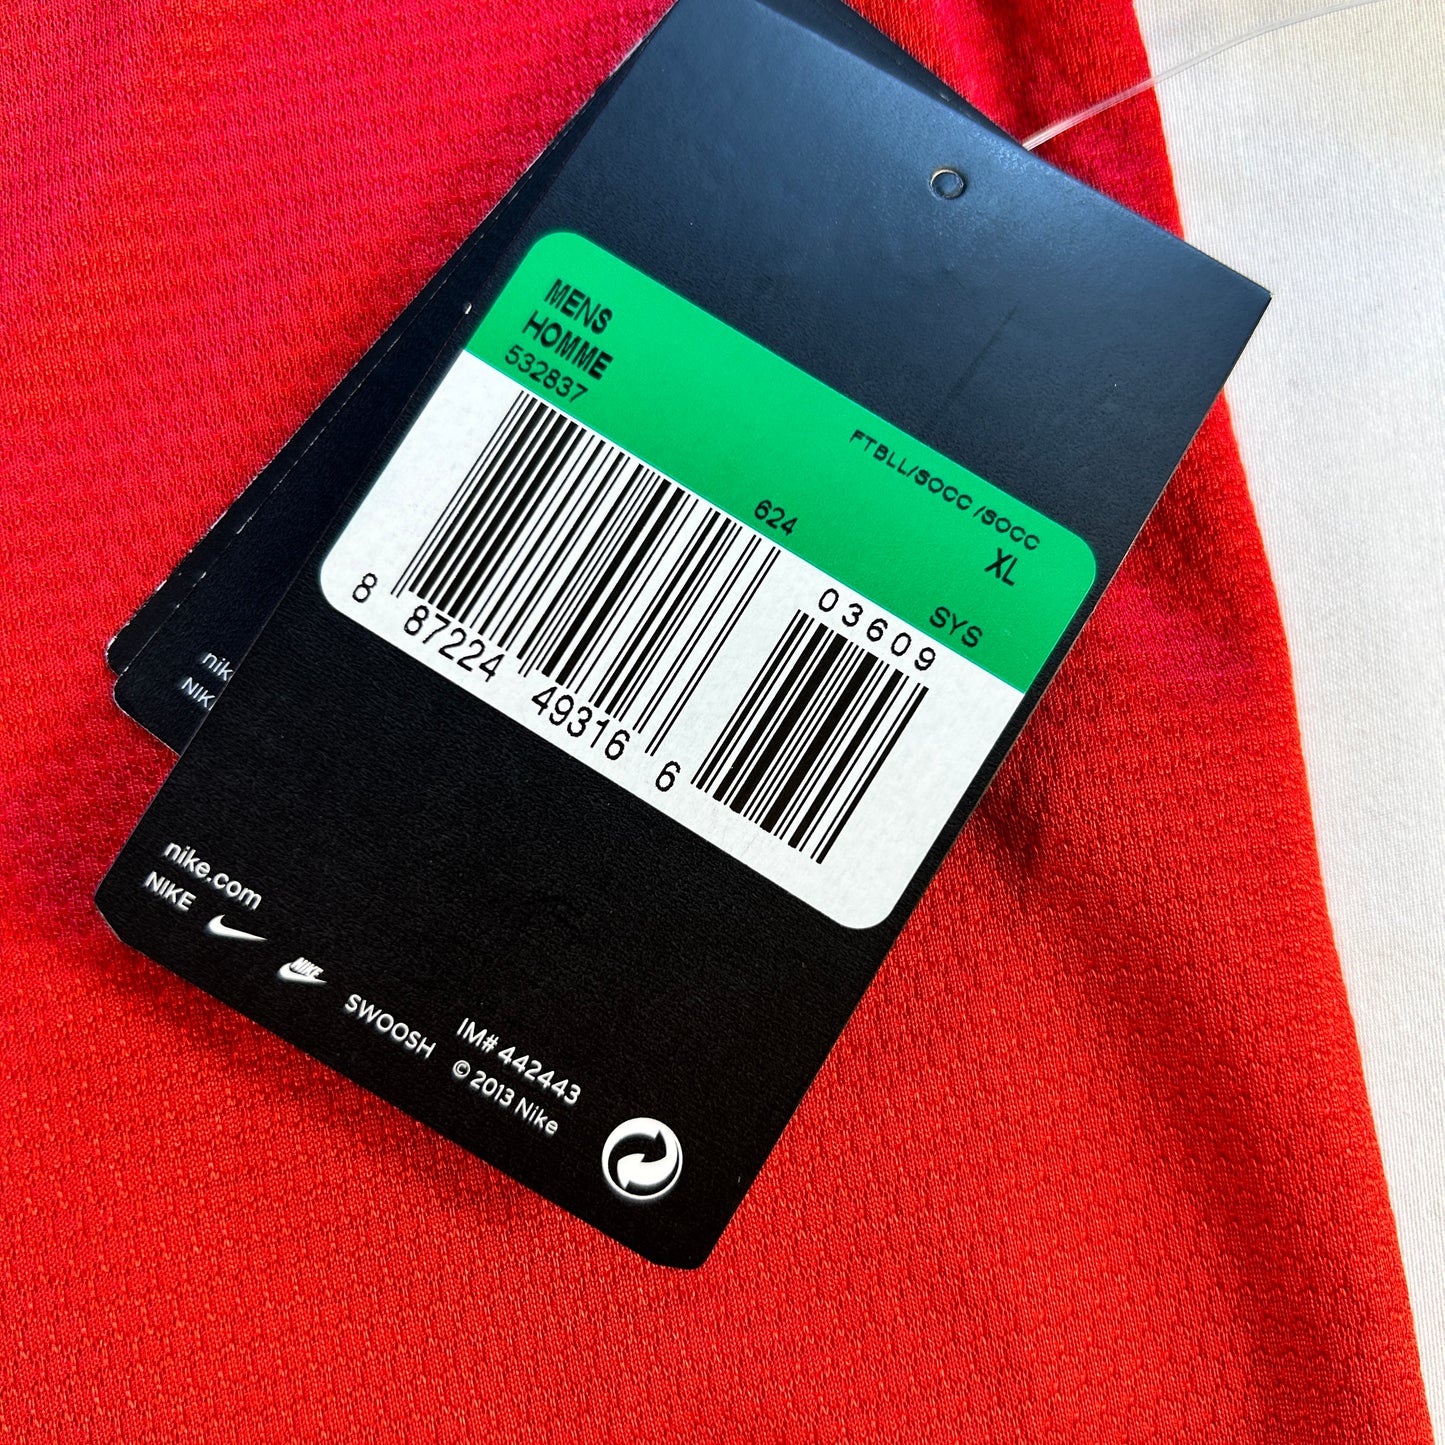 MENS
HOMME
532837
FTBLL/SOCC /SOCC
624
XL
SYS
03609
8 87224 49316 6
nike.com
NIKE
NIKE
SWOOSH
IM# 442443
© 2013 Nike